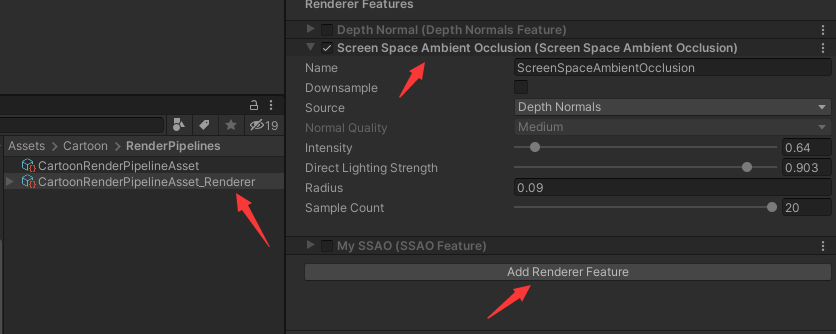 Renderer Features
Depth Normal (Depth Normals Feature)
Screen Space Ambient Occlusion (Screen Space Ambient Occlusion)
Name
ScreenSpaceAmbientOcclusion
Downsample
Source
Depth Normals
Normal Quality
Medium
Intensity
0.64
Direct Lighting Strength
0.903
Radius
0.09
Sample Count
20
My SSAO (SSAO Feature)
Add Renderer Feature
19
Assets Cartoon RenderPipelines
CartoonRenderPipelineAsset
CartoonRenderPipelineAsset_Renderer